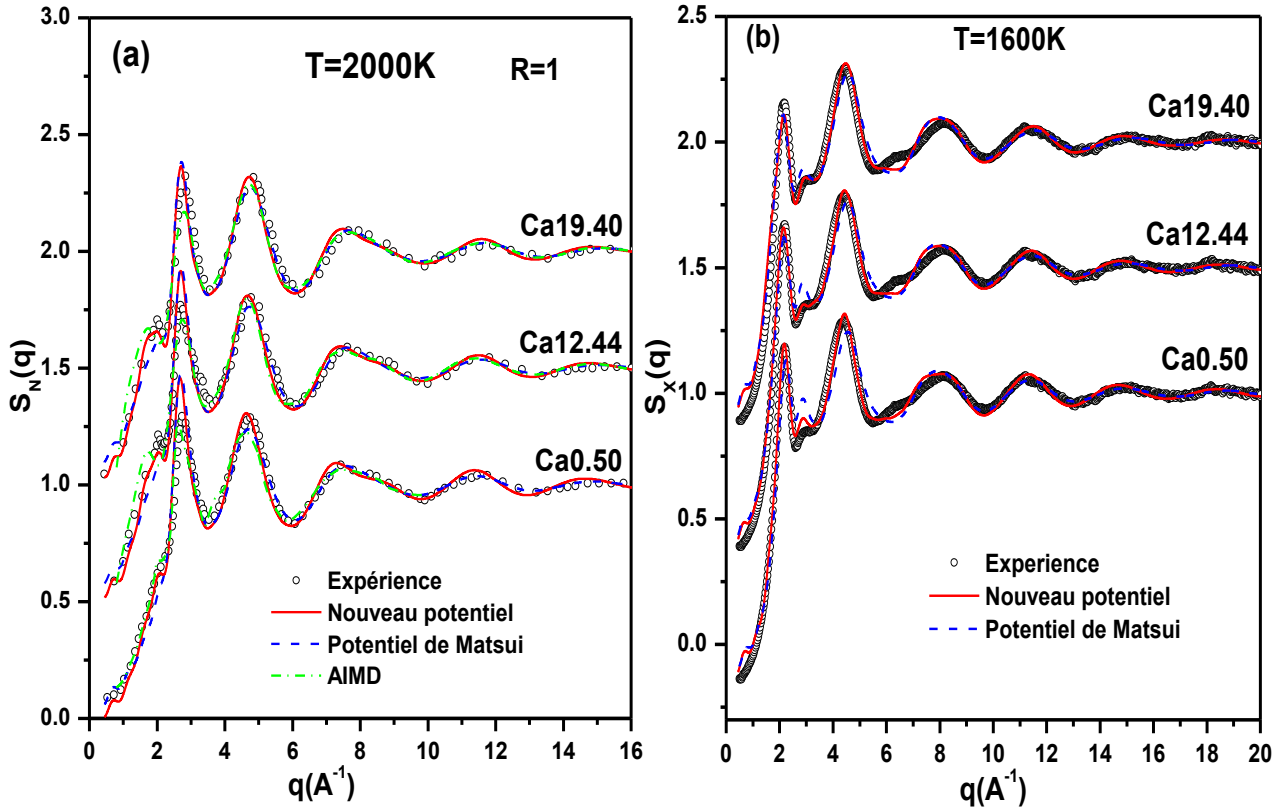 (a)
T=2000K R=1
Ca19.40
Ca12.44
Ca0.50
Expérience
Nouveau potentiel
Potentiel de Matsui
AIMD
S_N(q)
3.0
2.5
2.0
1.5
1.0
0.5
0.0
0 2 4 6 8 10 12 14 16
q(A⁻¹)
(b)
T=1600K
Ca19.40
Ca12.44
Ca0.50
Experience
Nouveau potentiel
Potentiel de Matsui
S_X(q)
2.5
2.0
1.5
1.0
0.5
0.0
0 2 4 6 8 10 12 14 16 18 20
q(A⁻¹)